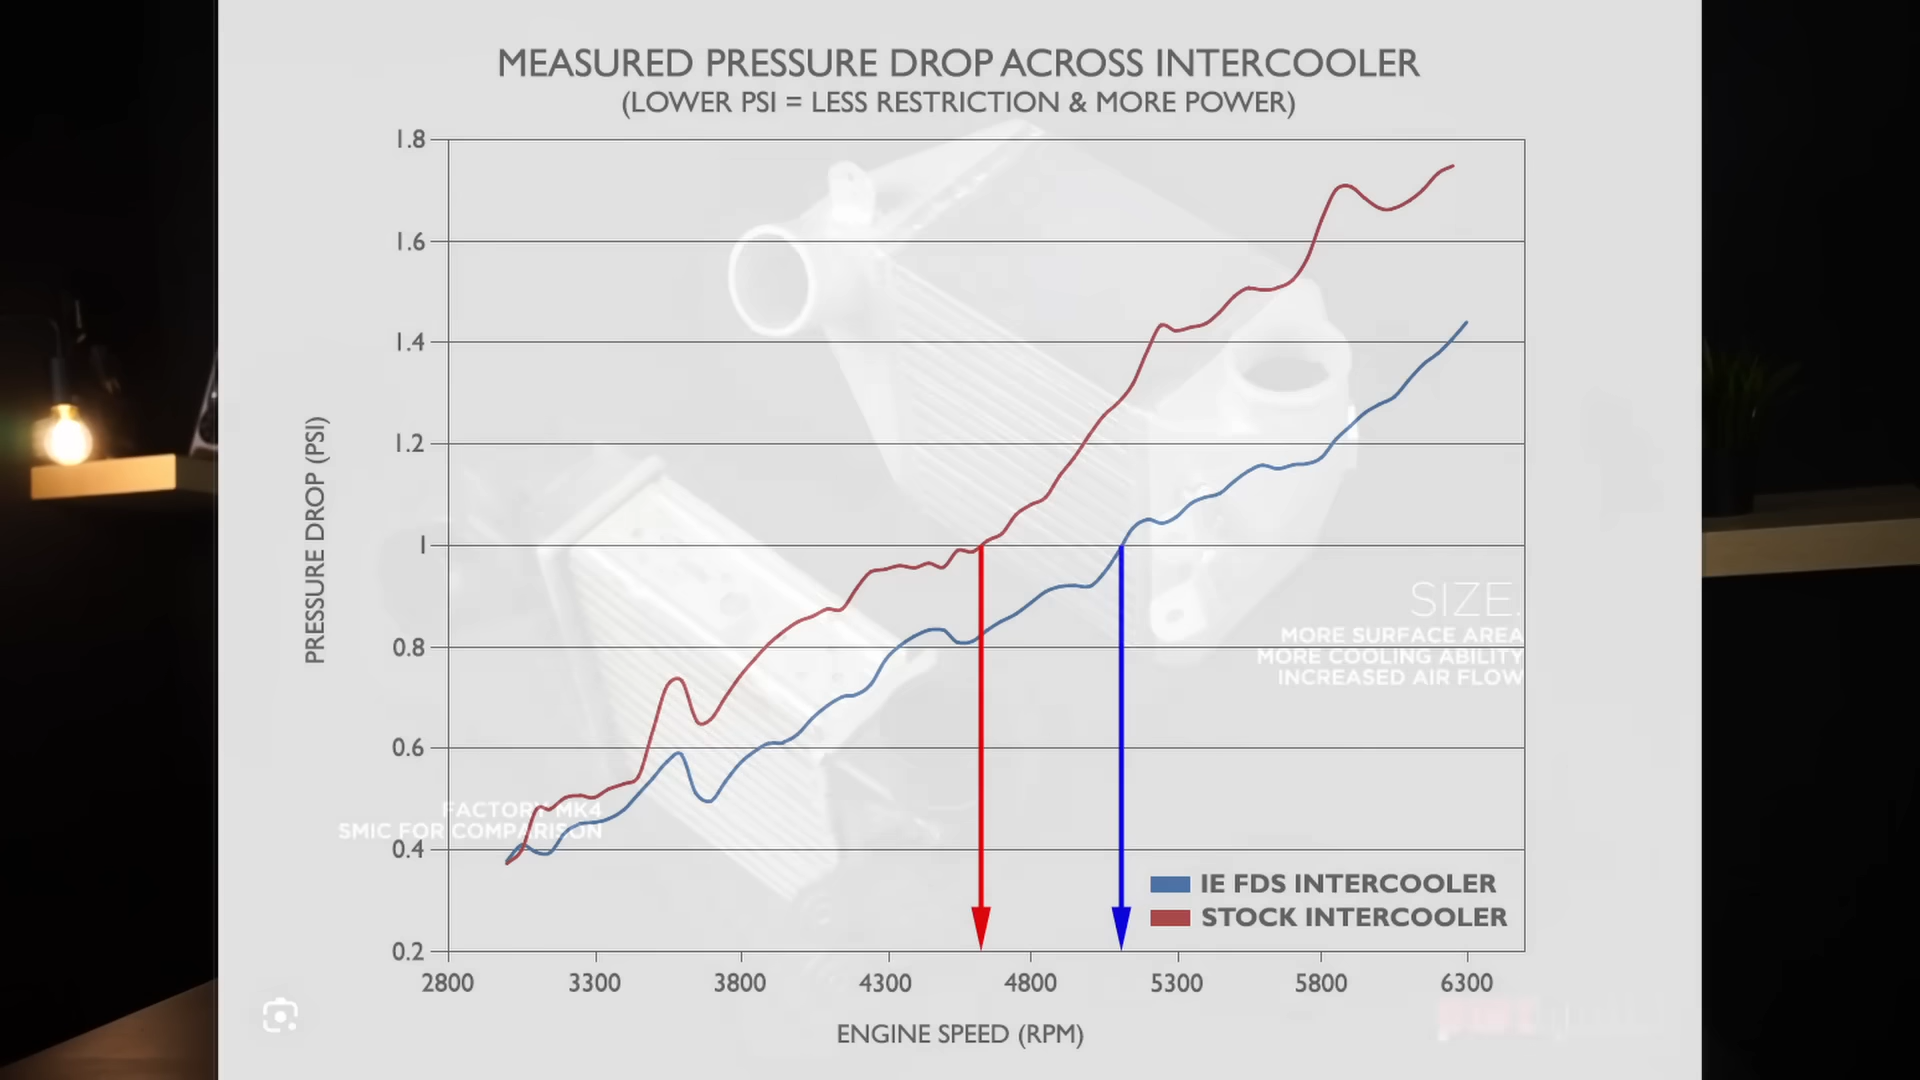 MEASURED PRESSURE DROP ACROSS INTERCOOLER
(LOWER PSI = LESS RESTRICTION & MORE POWER)
1.8
1.6
1.4
1.2
1
0.8
0.6
0.4
0.2
PRESSURE DROP (PSI)
SIZE.
MORE SURFACE AREA
MORE COOLING ABILITY
INCREASED AIR FLOW
FACTORY MK4
SMIC FOR COMPARISON
IE FDS INTERCOOLER
STOCK INTERCOOLER
2800 3300 3800 4300 4800 5300 5800 6300
ENGINE SPEED (RPM)